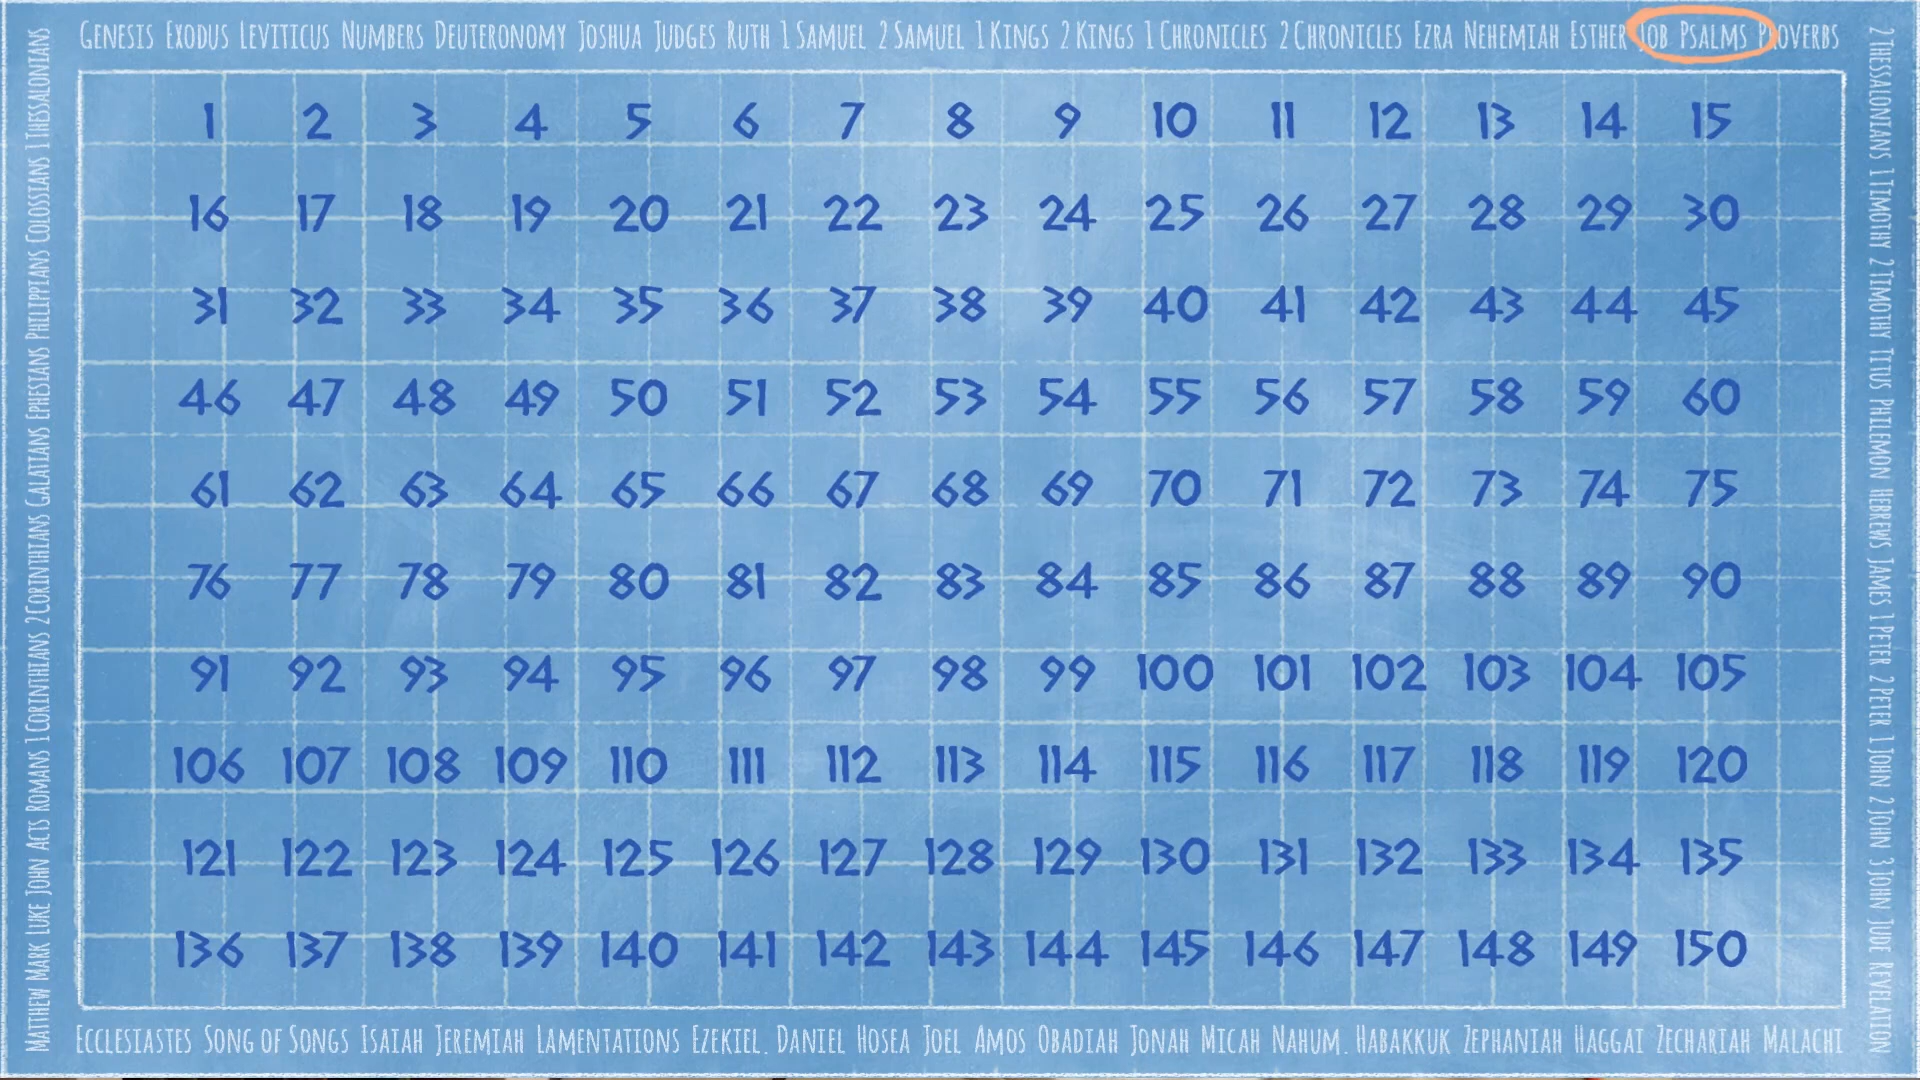 Genesis Exodus Leviticus Numbers Deuteronomy Joshua Judges Ruth 1 Samuel 2 Samuel 1 Kings 2 Kings 1 Chronicles 2 Chronicles Ezra Nehemiah Esther Job Psalms Proverbs
Matthew Mark Luke John Acts Romans 1 Corinthians 2 Corinthians Galatians Ephesians Philippians Colossians 1 Thessalonians
1 2 3 4 5 6 7 8 9 10 11 12 13 14 15
16 17 18 19 20 21 22 23 24 25 26 27 28 29 30
31 32 33 34 35 36 37 38 39 40 41 42 43 44 45
46 47 48 49 50 51 52 53 54 55 56 57 58 59 60
61 62 63 64 65 66 67 68 69 70 71 72 73 74 75
76 77 78 79 80 81 82 83 84 85 86 87 88 89 90
91 92 93 94 95 96 97 98 99 100 101 102 103 104 105
106 107 108 109 110 111 112 113 114 115 116 117 118 119 120
121 122 123 124 125 126 127 128 129 130 131 132 133 134 135
136 137 138 139 140 141 142 143 144 145 146 147 148 149 150
2 Thessalonians 1 Timothy 2 Timothy Titus Philemon Hebrews James 1 Peter 2 Peter 1 John 2 John 3 John Jude Revelation
Ecclesiastes Song of Songs Isaiah Jeremiah Lamentations Ezekiel. Daniel Hosea Joel Amos Obadiah Jonah Micah Nahum. Habakkuk Zephaniah Haggai Zechariah Malachi